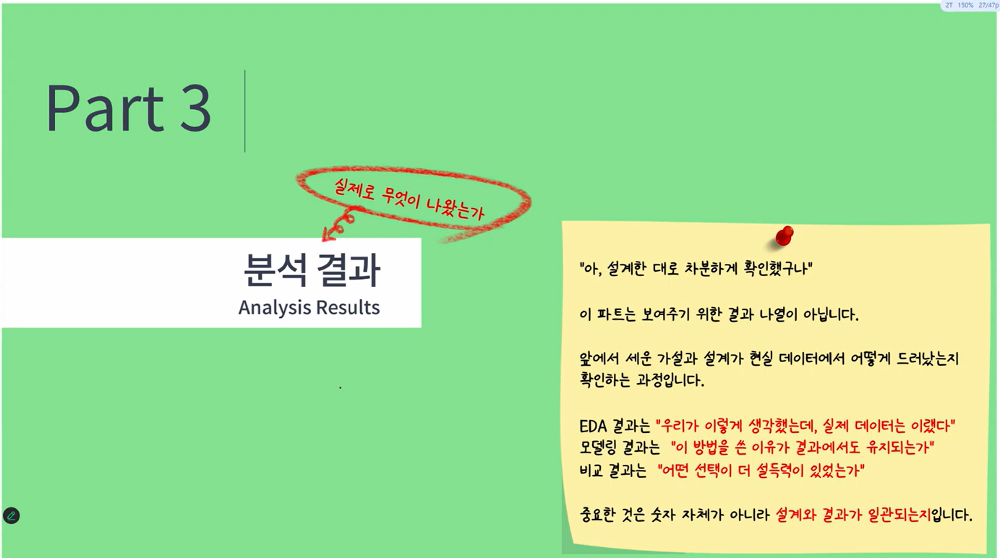 2T 150% 27/47p
Part 3
실제로 무엇이 나왔는가
분석 결과
Analysis Results
"아, 설계한 대로 차분하게 확인했구나"
이 파트는 보여주기 위한 결과 나열이 아닙니다.
앞에서 세운 가설과 설계가 현실 데이터에서 어떻게 드러났는지
확인하는 과정입니다.
EDA 결과는 "우리가 이렇게 생각했는데, 실제 데이터는 이랬다"
모델링 결과는 "이 방법을 쓴 이유가 결과에서도 유지되는가"
비교 결과는 "어떤 선택이 더 설득력이 있었는가"
중요한 것은 숫자 자체가 아니라 설계와 결과가 일관되는지입니다.